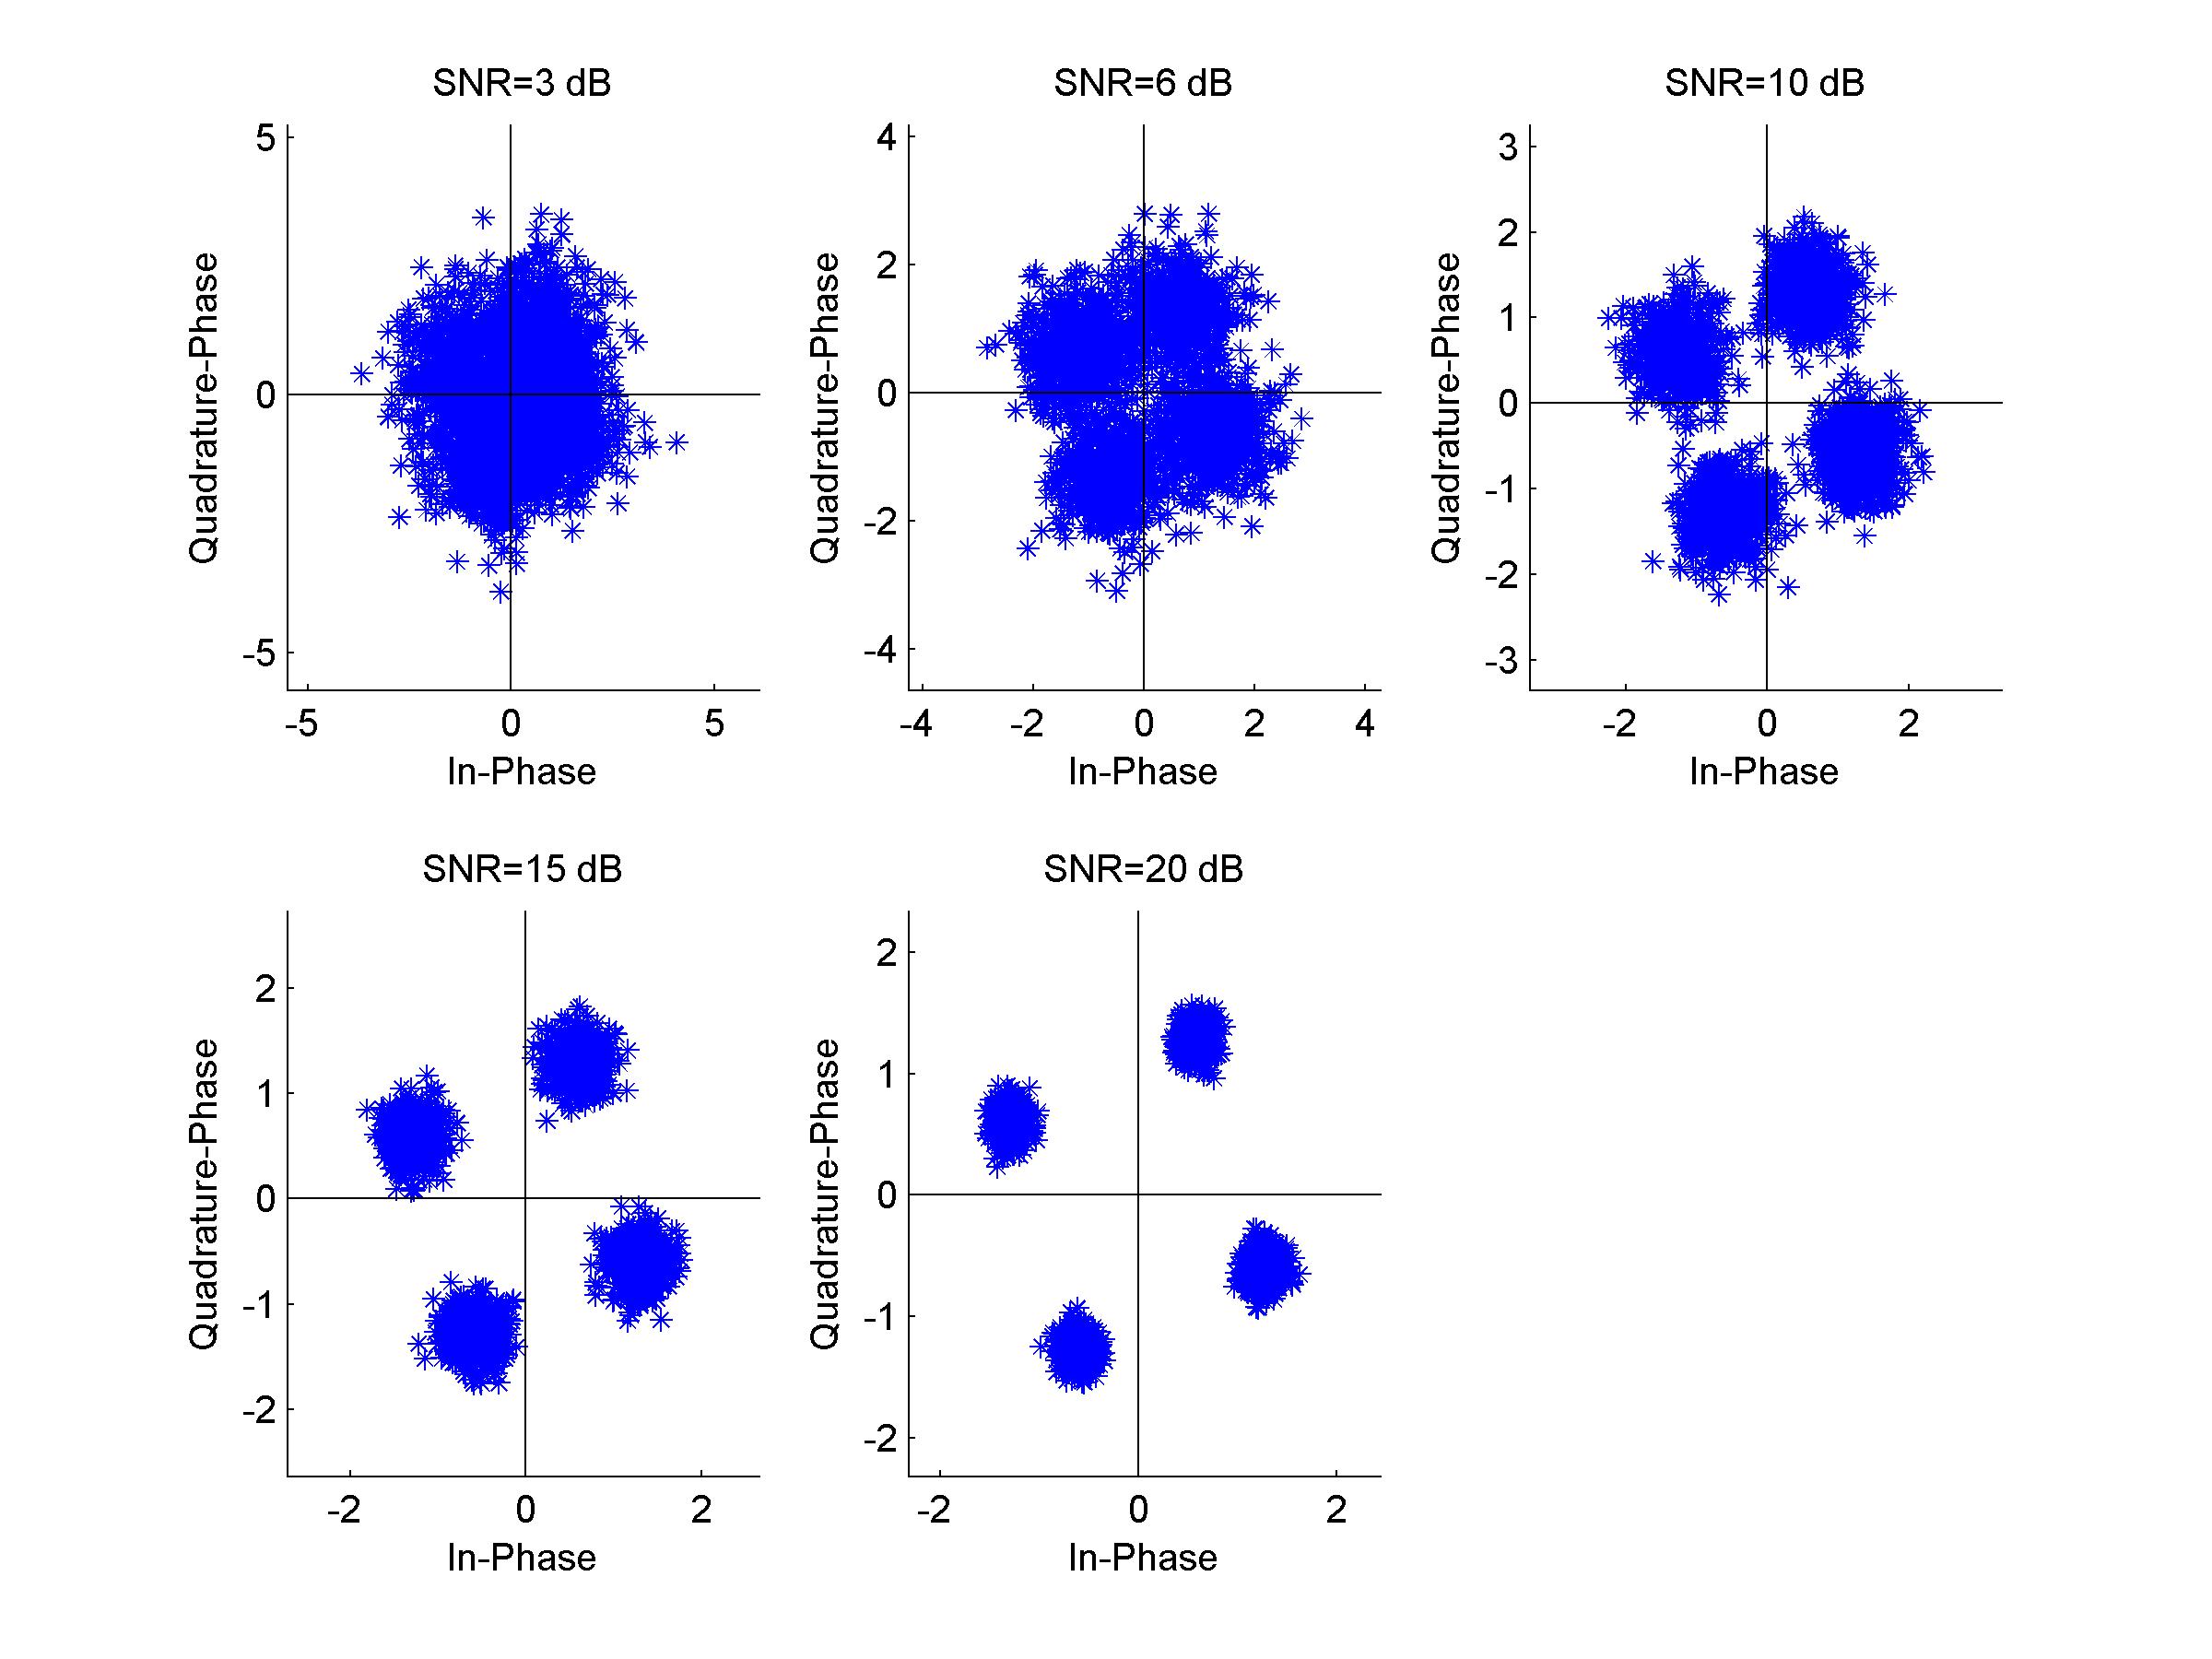 SNR=3 dB
5
0
-5
-5 0 5
Quadrature-Phase
In-Phase
SNR=6 dB
4
2
0
-2
-4
-4 -2 0 2 4
Quadrature-Phase
In-Phase
SNR=10 dB
3
2
1
0
-1
-2
-3
-2 0 2
Quadrature-Phase
In-Phase
SNR=15 dB
2
1
0
-1
-2
-2 0 2
Quadrature-Phase
In-Phase
SNR=20 dB
2
1
0
-1
-2
-2 0 2
Quadrature-Phase
In-Phase